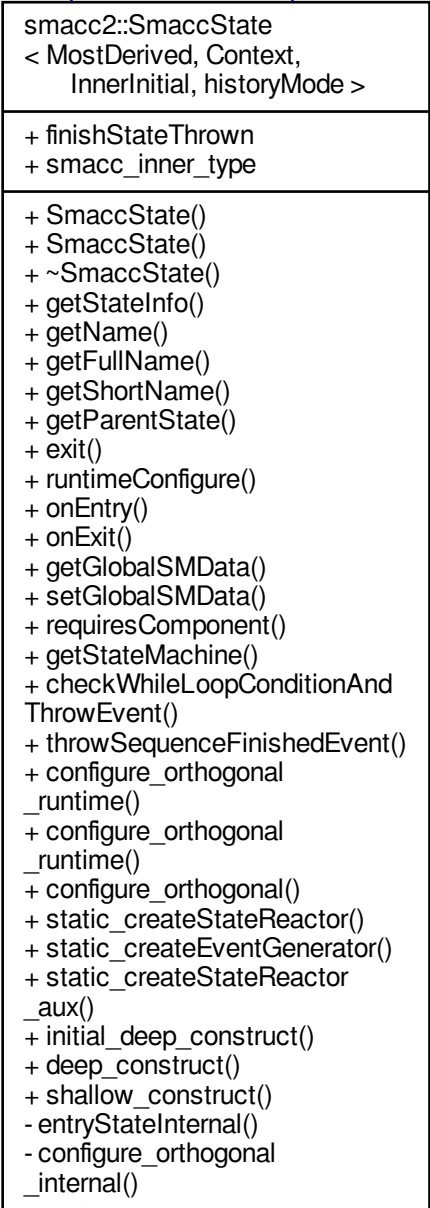 smacc2::SmaccState
< MostDerived, Context,
InnerInitial, historyMode >
+ finishStateThrown
+ smacc_inner_type
+ SmaccState()
+ SmaccState()
+ ~SmaccState()
+ getStateInfo()
+ getName()
+ getFullName()
+ getShortName()
+ getParentState()
+ exit()
+ runtimeConfigure()
+ onEntry()
+ onExit()
+ getGlobalSMData()
+ setGlobalSMData()
+ requiresComponent()
+ getStateMachine()
+ checkWhileLoopConditionAnd
ThrowEvent()
+ throwSequenceFinishedEvent()
+ configure_orthogonal
_runtime()
+ configure_orthogonal
_runtime()
+ configure_orthogonal()
+ static_createStateReactor()
+ static_createEventGenerator()
+ static_createStateReactor
_aux()
+ initial_deep_construct()
+ deep_construct()
+ shallow_construct()
- entryStateInternal()
- configure_orthogonal
_internal()